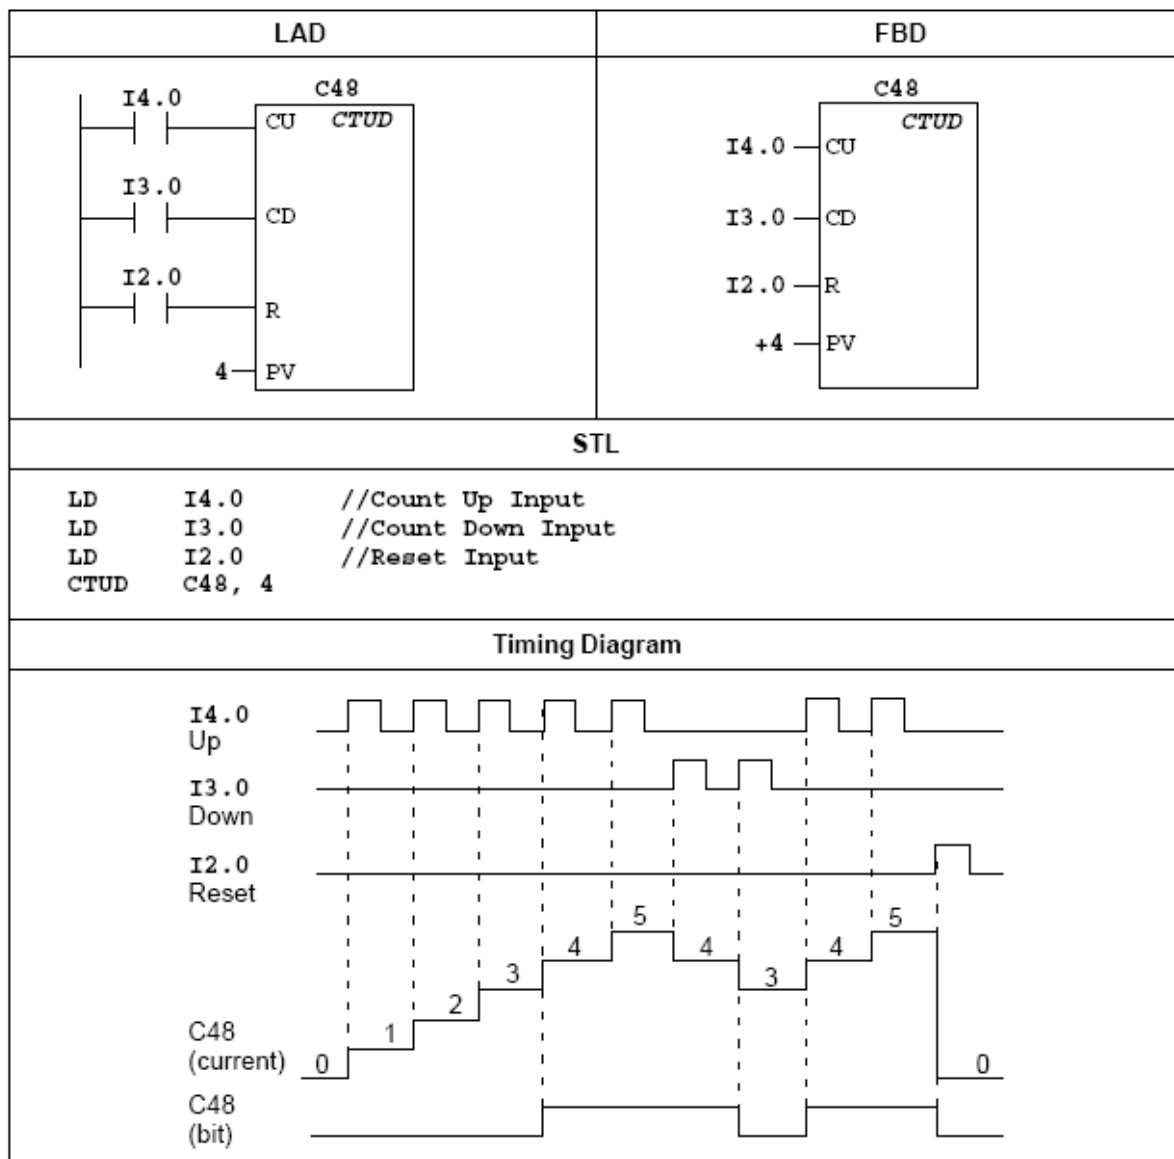 LAD
FBD
C48
I4.0
CU CTUD
I3.0
CD
I2.0
R
4 PV
C48
CTUD
I4.0 CU
I3.0 CD
I2.0 R
+4 PV
STL
LD I4.0 //Count Up Input
LD I3.0 //Count Down Input
LD I2.0 //Reset Input
CTUD C48, 4
Timing Diagram
I4.0
Up
I3.0
Down
I2.0
Reset
C48
(current)
0 1 2 3 4 5 4 3 4 5 0
C48
(bit)